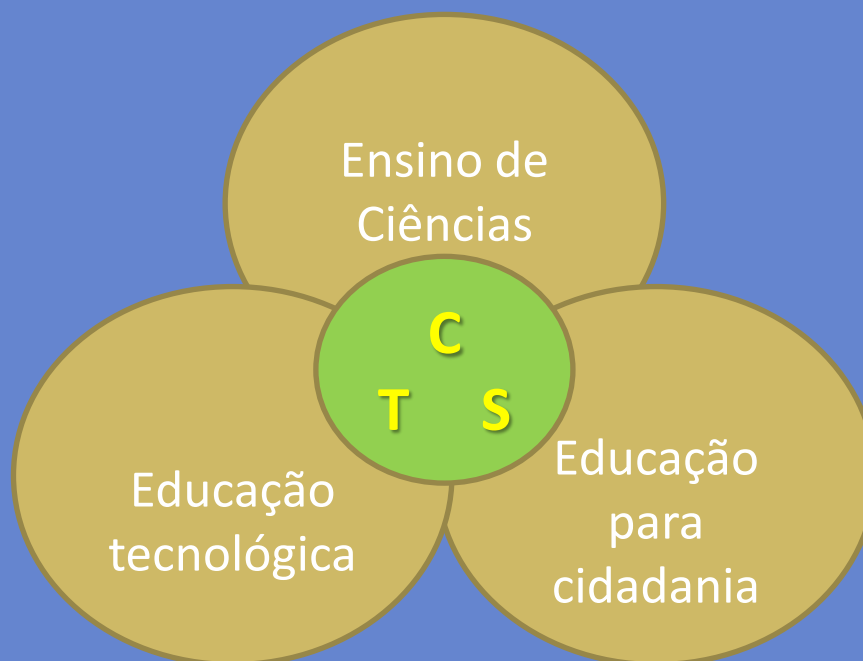 Ensino de
Ciências
C
T S
Educação
tecnológica
Educação
para
cidadania